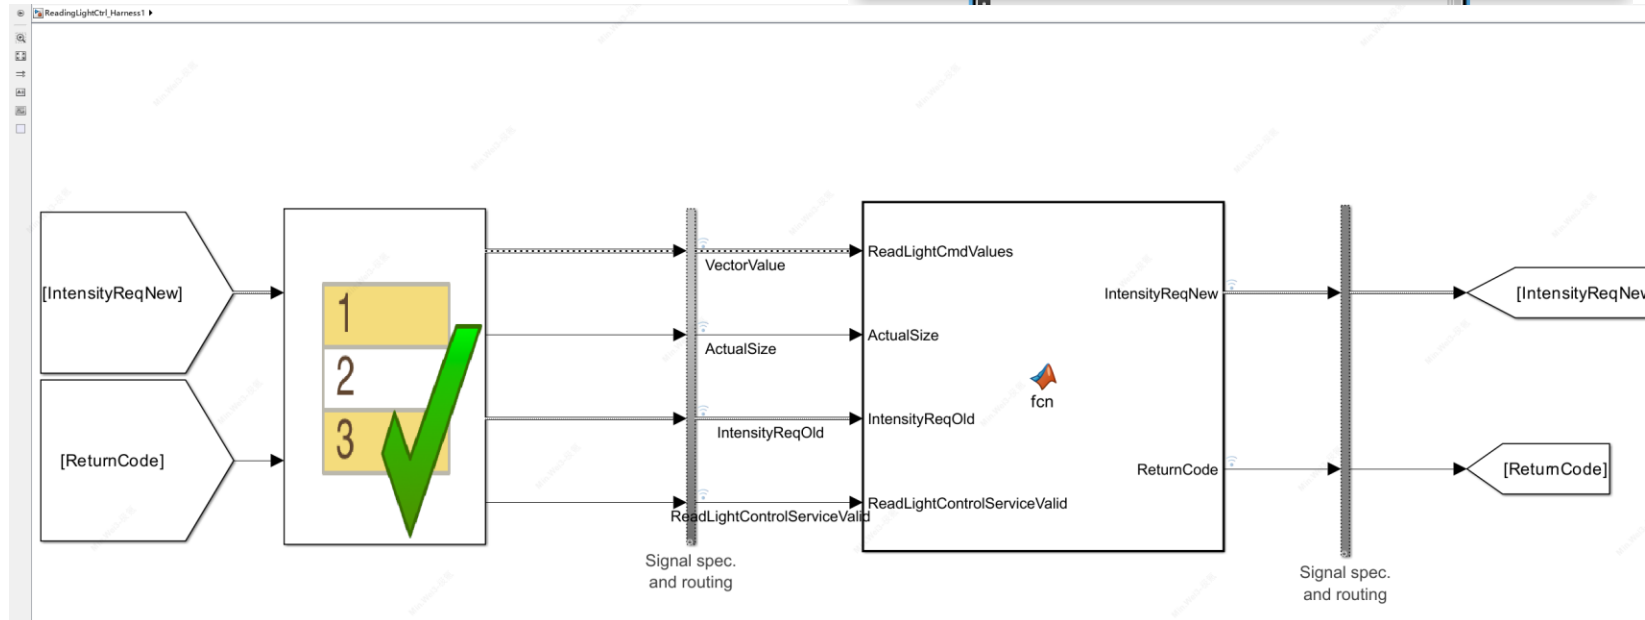 ReadingLightCtrl_Harness1
[IntensityReqNew]
[ReturnCode]
1
2
3
VectorValue
ActualSize
IntensityReqOld
ReadLightControlServiceValid
Signal spec.
and routing
ReadLightCmdValues
ActualSize
IntensityReqOld
ReadLightControlServiceValid
fcn
IntensityReqNew
ReturnCode
Signal spec.
and routing
[IntensityReqNew
[ReturnCode]